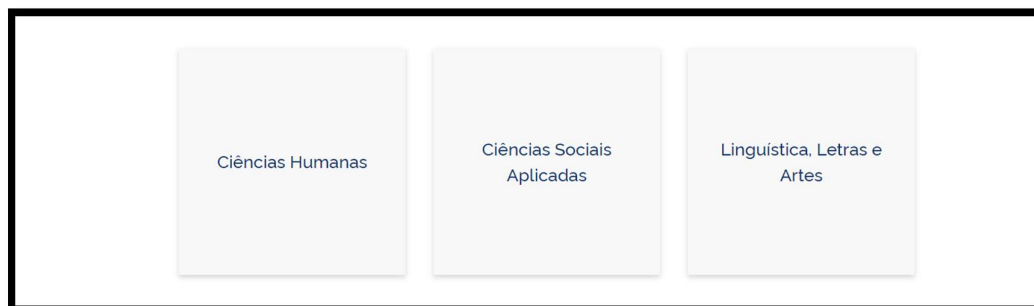 Ciências Humanas
Ciências Sociais
Aplicadas
Linguística, Letras e
Artes